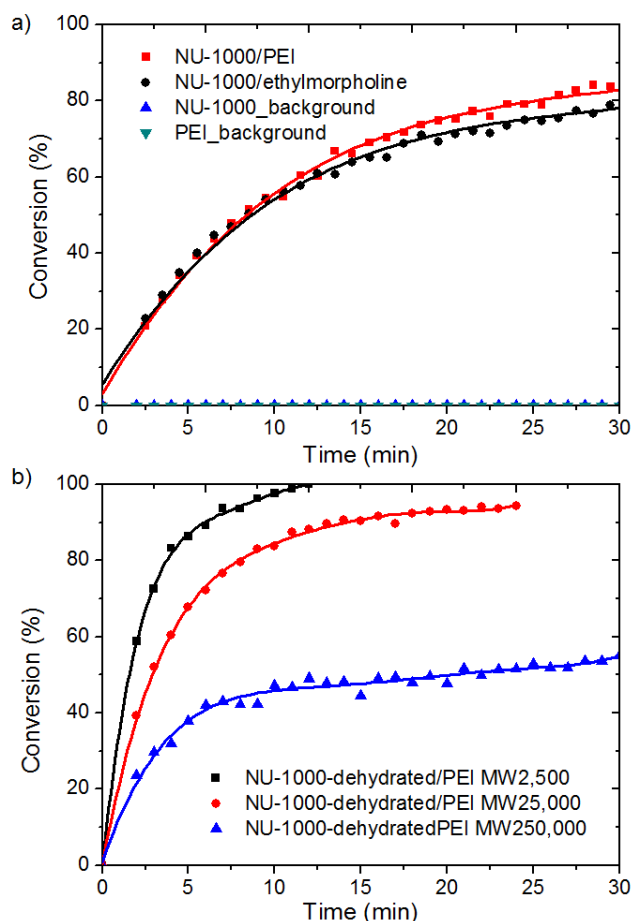 a)
100
80
60
40
20
0
Conversion (%)
NU-1000/PEI
NU-1000/ethylmorpholine
NU-1000_background
PEI_background
0 5 10 15 20 25 30
Time (min)
b)
100
80
60
40
20
0
Conversion (%)
NU-1000-dehydrated/PEI MW2,500
NU-1000-dehydrated/PEI MW25,000
NU-1000-dehydratedPEI MW250,000
0 5 10 15 20 25 30
Time (min)